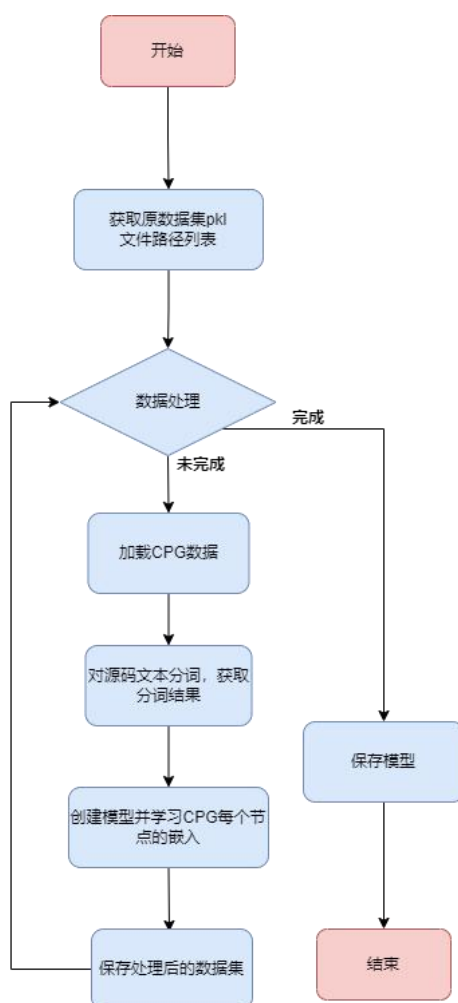 开始
获取原数据集pkl
文件路径列表
数据处理
完成
未完成
加载CPG数据
对源码文本分词，获取
分词结果
保存模型
创建模型并学习CPG每个节
点的嵌入
保存处理后的数据集
结束